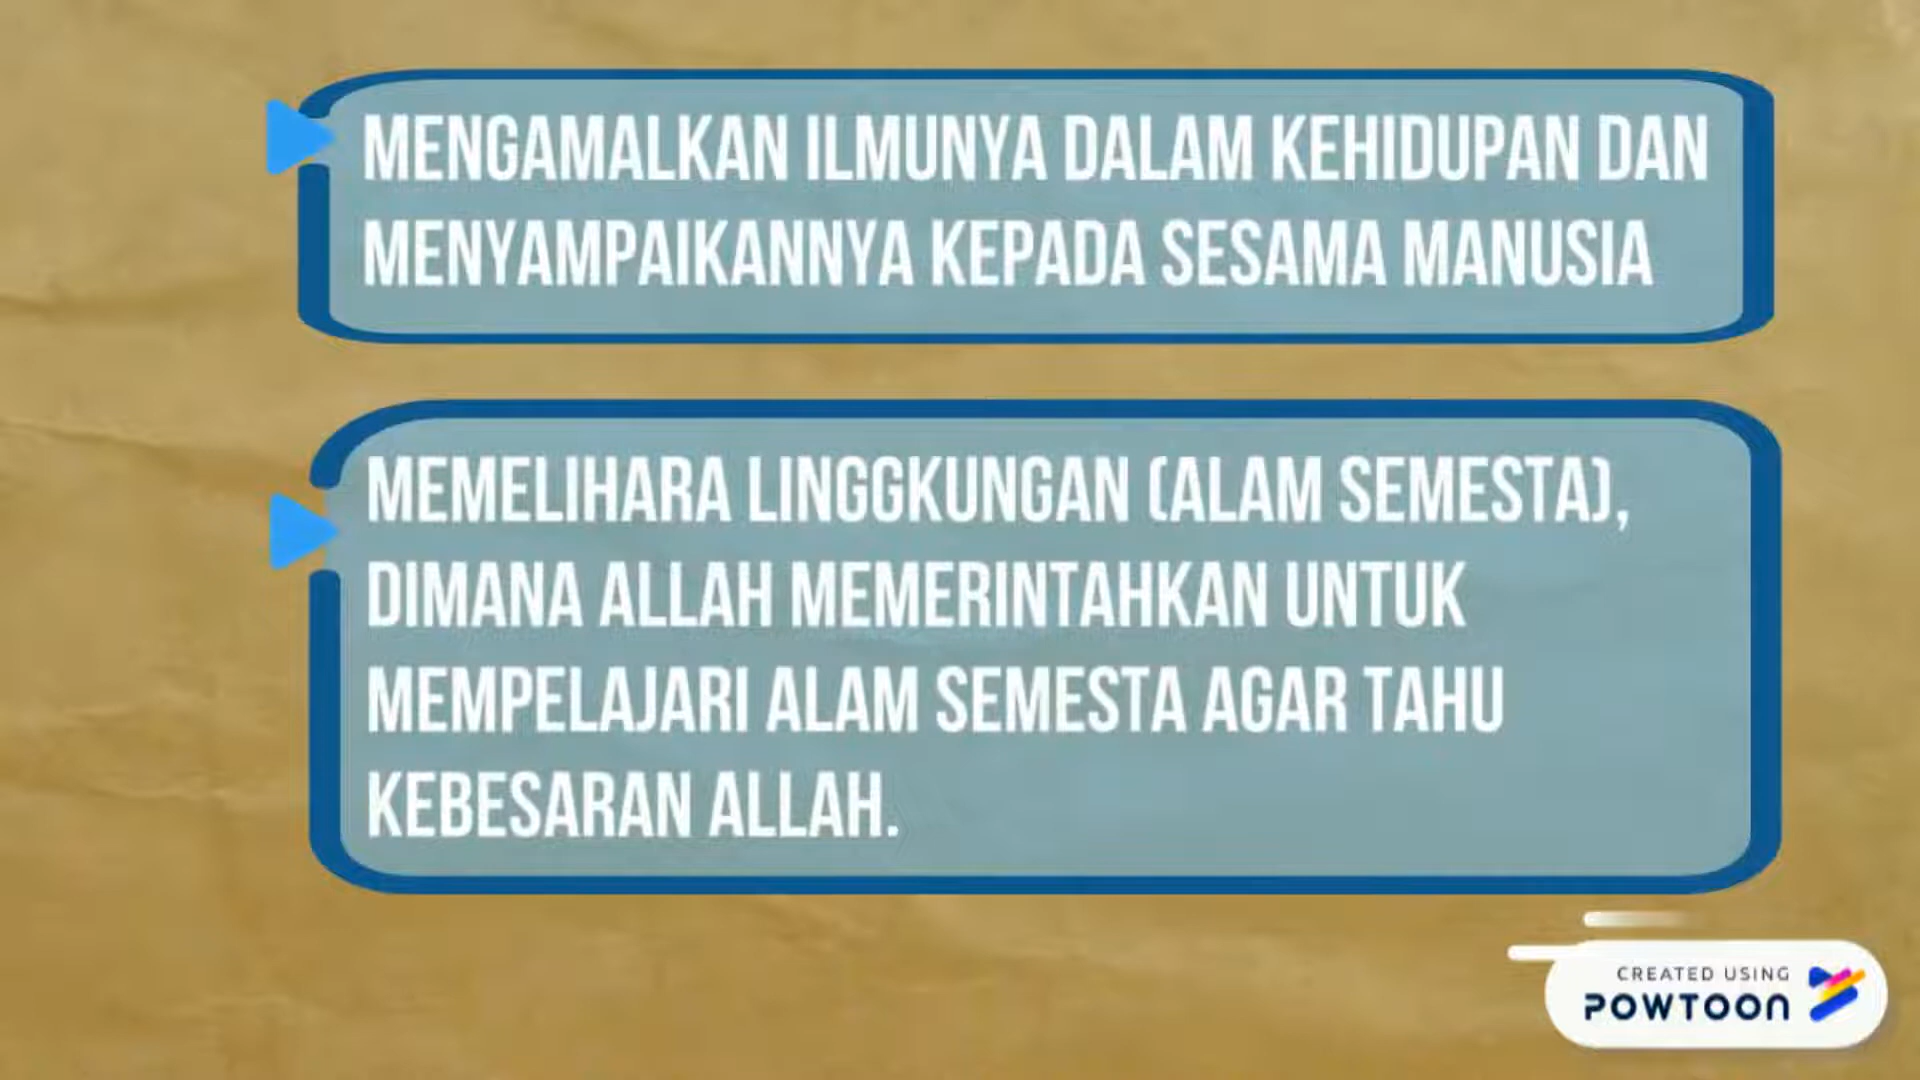 MENGAMALKAN ILMUNYA DALAM KEHIDUPAN DAN
MENYAMPAIKANNYA KEPADA SESAMA MANUSIA
MEMELIHARA LINGGKUNGAN (ALAM SEMESTA),
DIMANA ALLAH MEMERINTAHKAN UNTUK
MEMPELAJARI ALAM SEMESTA AGAR TAHU
KEBESARAN ALLAH.
CREATED USING
POWTOON